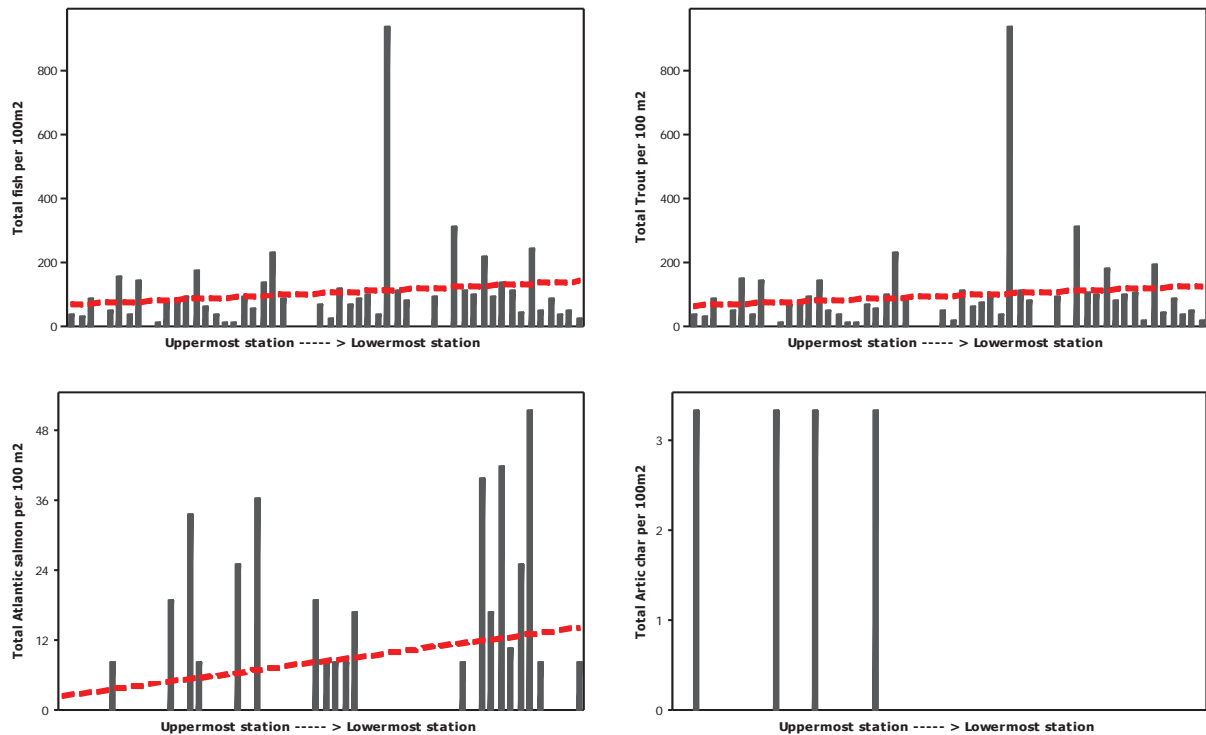 Total fish per 100m2
800
600
400
200
0
Uppermost station ----- > Lowermost station
Total Trout per 100 m2
800
600
400
200
0
Uppermost station ----- > Lowermost station
Total Atlantic salmon per 100 m2
48
36
24
12
0
Uppermost station ----- > Lowermost station
Total Artic char per 100m2
3
2
1
0
Uppermost station ----- > Lowermost station